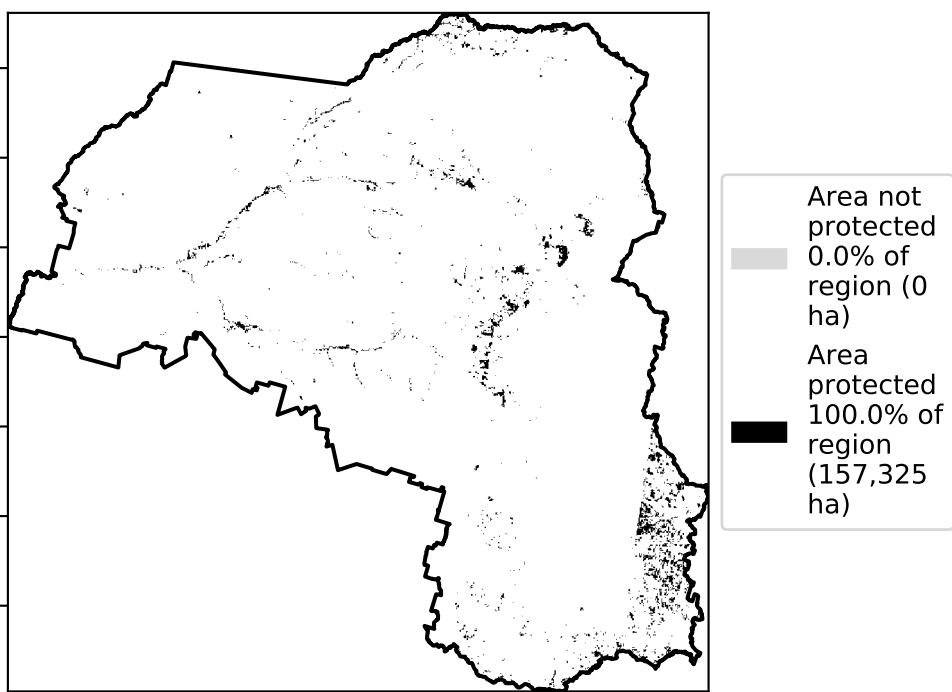 Area not
protected
0.0% of
region (0
ha)
Area
protected
100.0% of
region
(157,325
ha)